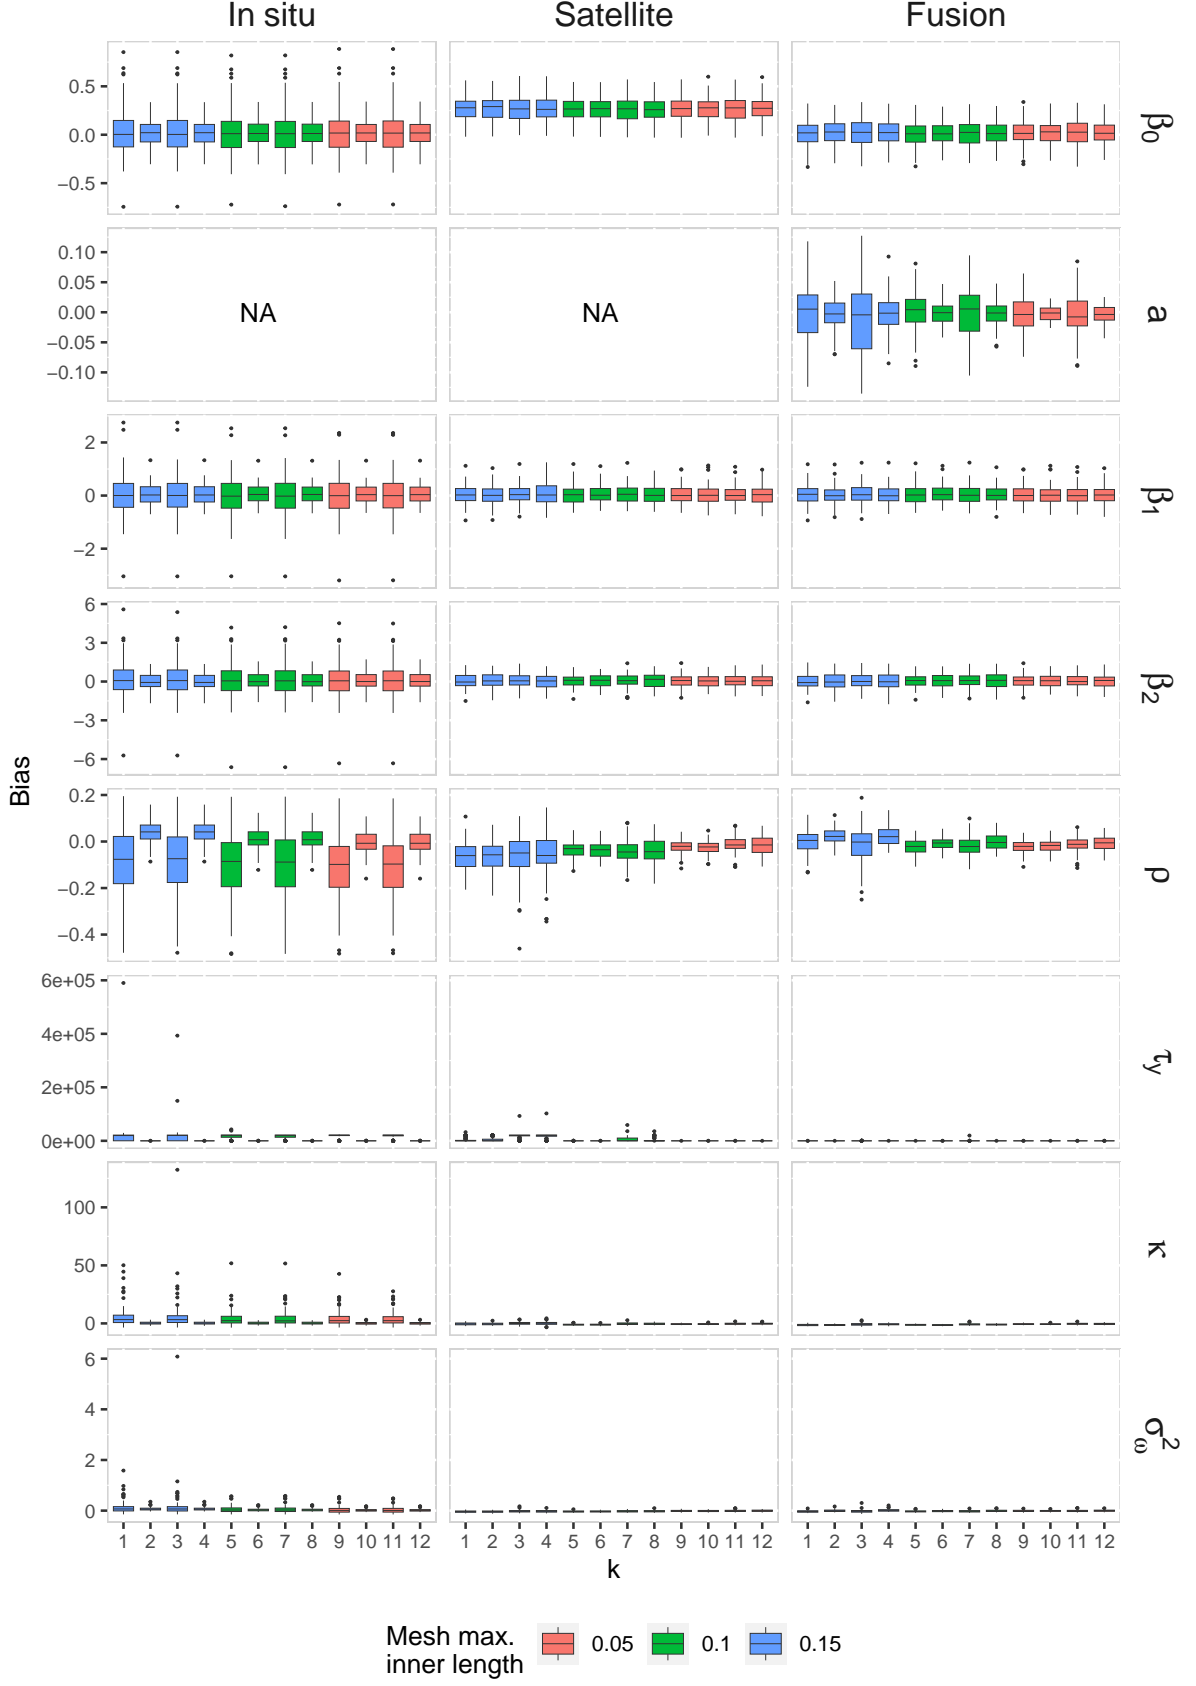 In situ Satellite Fusion
0.5
0.0
−0.5
β0
0.10
0.05
0.00
−0.05
−0.10
NA NA
a
2
0
−2
β1
6
3
0
−3
−6
β2
Bias
0.2
0.0
−0.2
−0.4
ρ
6e+05
4e+05
2e+05
0e+00
τy
100
50
0
κ
6
4
2
0
σ²ω
1 2 3 4 5 6 7 8 9 10 11 12 1 2 3 4 5 6 7 8 9 10 11 12 1 2 3 4 5 6 7 8 9 10 11 12
k
Mesh max.
inner length 0.05 0.1 0.15